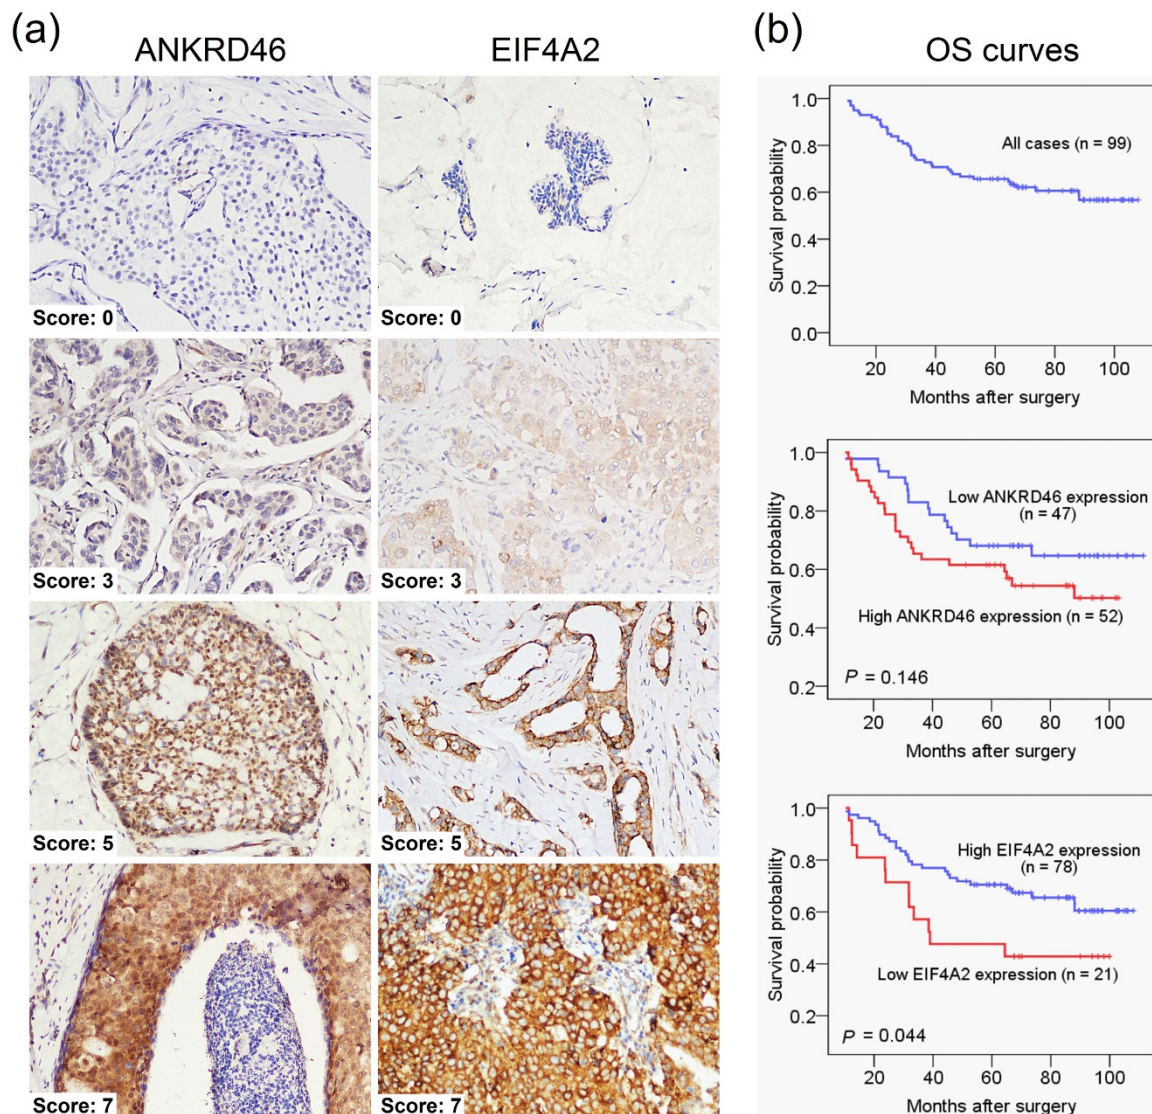 (a)
ANKRD46
EIF4A2
Score: 0
Score: 0
Score: 3
Score: 3
Score: 5
Score: 5
Score: 7
Score: 7
(b)
OS curves
1.0
0.8
0.6
0.4
0.2
0.0
Survival probability
All cases (n = 99)
20 40 60 80 100
Months after surgery
1.0
0.8
0.6
0.4
0.2
Survival probability
Low ANKRD46 expression
(n = 47)
High ANKRD46 expression (n = 52)
P = 0.146
20 40 60 80 100
Months after surgery
1.0
0.8
0.6
0.4
0.2
Survival probability
High EIF4A2 expression
(n = 78)
Low EIF4A2 expression (n = 21)
P = 0.044
20 40 60 80 100
Months after surgery